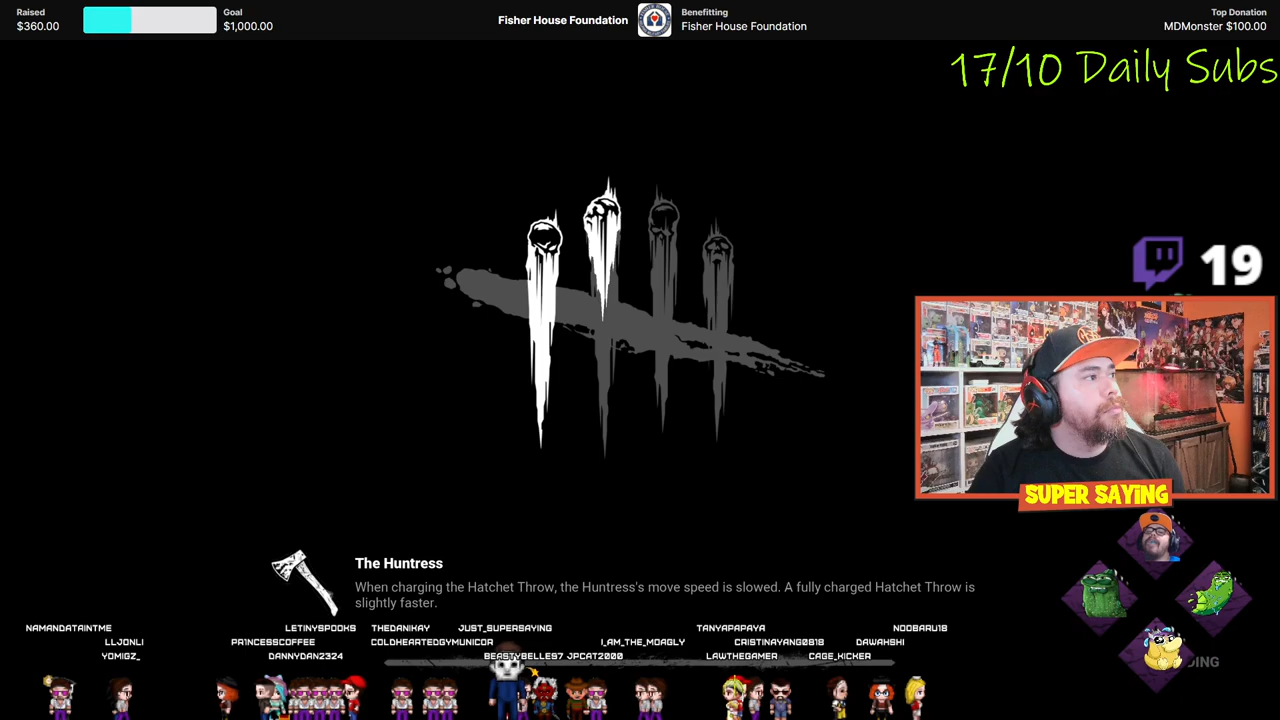 Raised
$360.00
Goal
$1,000.00
Fisher House Foundation
Benefitting
Fisher House Foundation
Top Donation
MDMonster $100.00
17/10 Daily Subs
19
SUPER SAYING
The Huntress
When charging the Hatchet Throw, the Huntress's move speed is slowed. A fully charged Hatchet Throw is
slightly faster.
NAMANDATAINTME
LETINYSPOOKS
THEDANIKAY
JUST_SUPERSAYING
TANYAPAPAYA
NOOBARU18
LLJONLI
PR1NCESSCOFFEE
COLDHEARTEDGYMUNICOR
I_AM_THE_MOAGLY
CRISTINAYANG0818
DAWAHSHI
YOMIGZ_
DANNYDAN2324
BEASTYBELLES7
JPCAT2000
LAWTHEGAMER
CAGE_KICKER